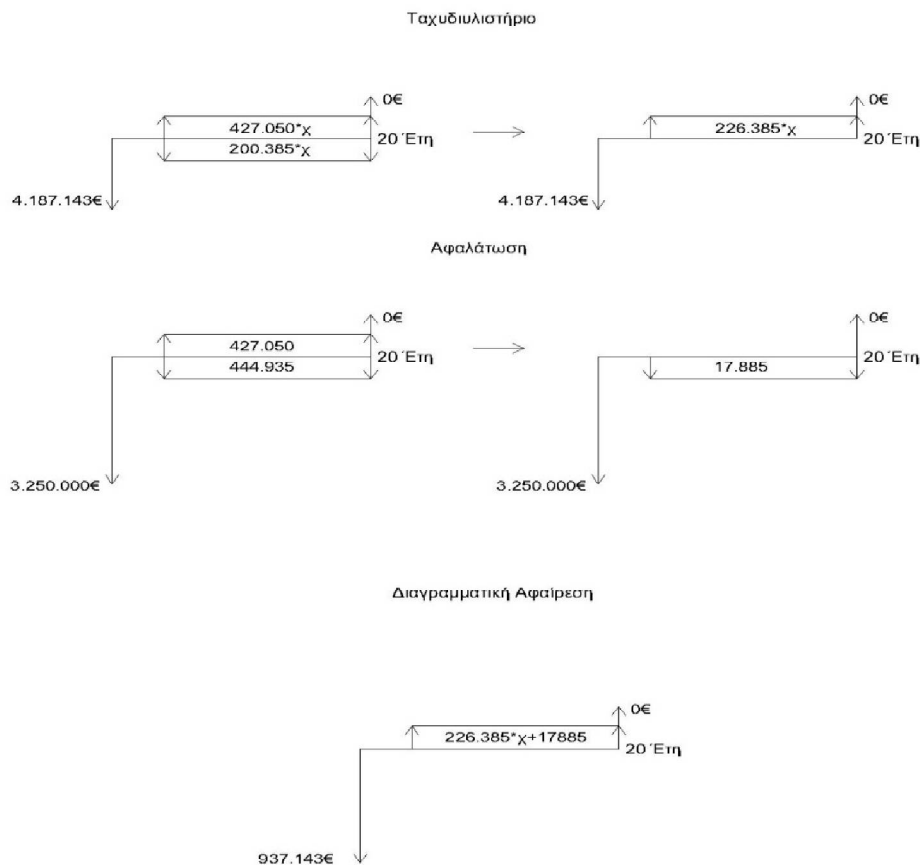 Ταχυδιυλιστήριο
0€ 0€
427.050*χ 226.385*χ
20 Έτη 20 Έτη
200.385*χ
4.187.143€ 4.187.143€
Αφαλάτωση
0€ 0€
427.050
20 Έτη 20 Έτη
444.935 17.885
3.250.000€ 3.250.000€
Διαγραμματική Αφαίρεση
0€
226.385*χ+17885
20 Έτη
937.143€